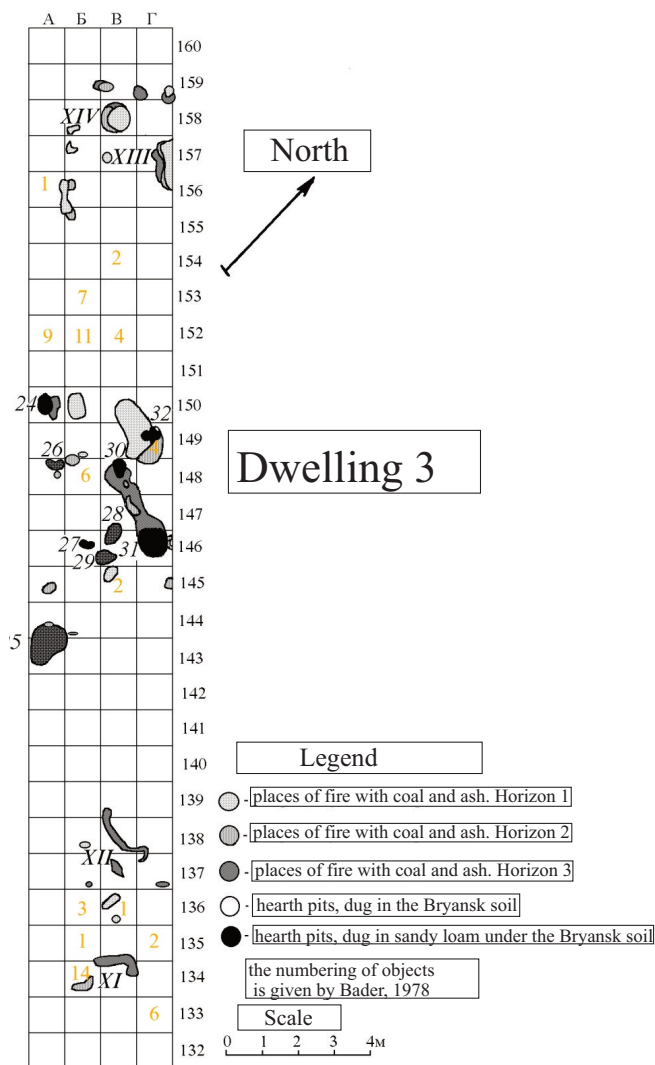 А Б В Г
160
159
158
XIV
157
XIII
North
1
156
155
2
154
7
153
9 11 4
152
151
24
150
32
149
4
26
30
6
148
Dwelling 3
147
28
27
31
146
29
2
145
144
5
143
142
141
140
Legend
139
- places of fire with coal and ash. Horizon 1
138
- places of fire with coal and ash. Horizon 2
XII
137
- places of fire with coal and ash. Horizon 3
3 1
136
- hearth pits, dug in the Bryansk soil
1 2
135
- hearth pits, dug in sandy loam under the Bryansk soil
14 XI
134
the numbering of objects
is given by Bader, 1978
6
133
Scale
132
0 1 2 3 4м